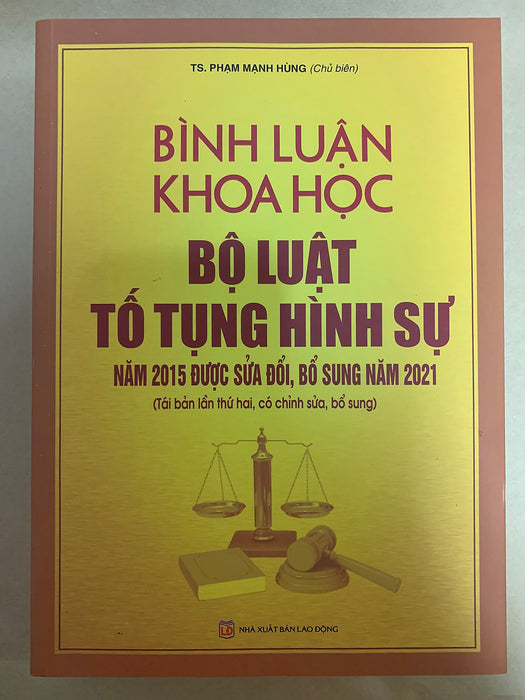 TS. PHẠM MẠNH HÙNG (Chủ biên)
BÌNH LUẬN
KHOA HỌC
BỘ LUẬT
TỐ TỤNG HÌNH SỰ
NĂM 2015 ĐƯỢC SỬA ĐỔI, BỔ SUNG NĂM 2021
(Tái bản lần thứ hai, có chỉnh sửa, bổ sung)
LĐ NHÀ XUẤT BẢN LAO ĐỘNG